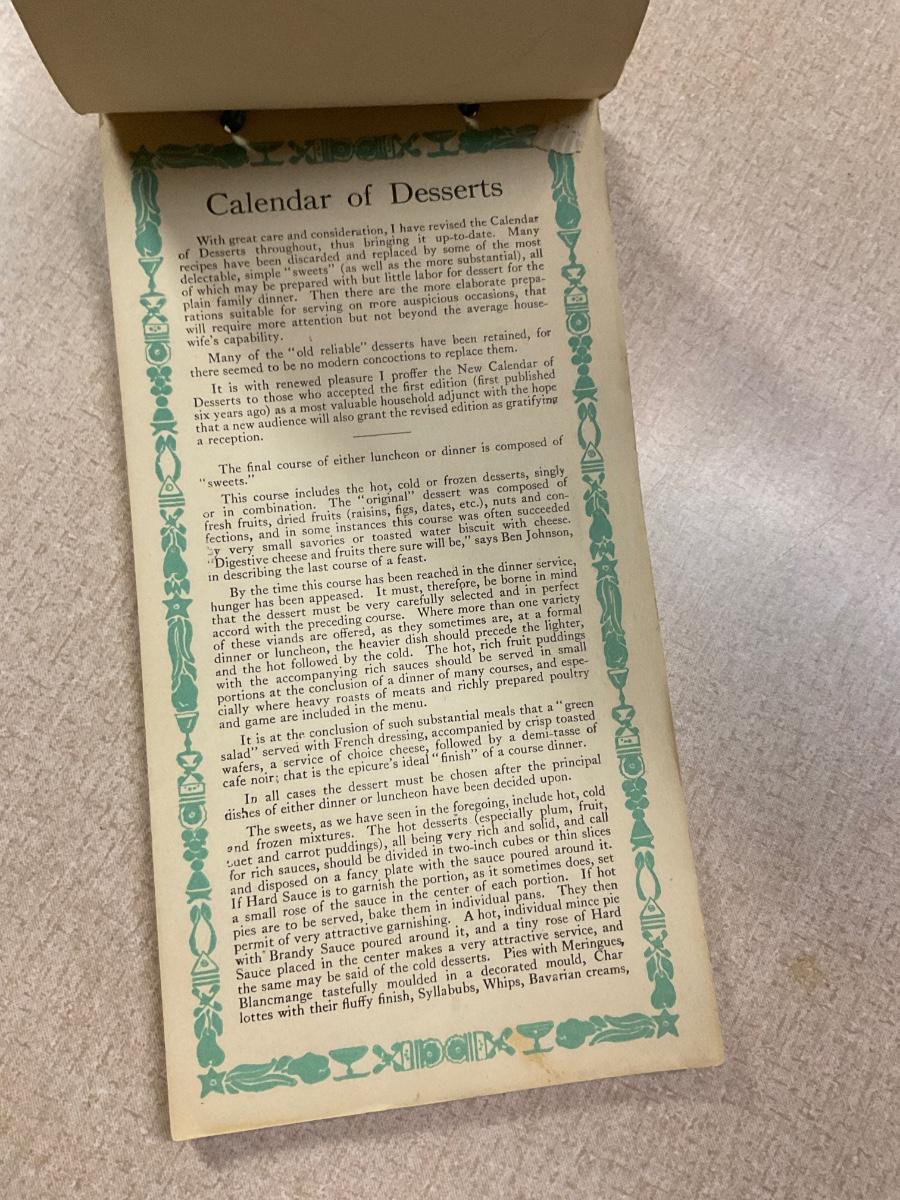 Calendar of Desserts
With great care and consideration, I have revised the Calendar
of Desserts throughout, thus bringing it up-to-date. Many
recipes have been discarded and replaced by some of the most
delectable, simple "sweets" (as well as the more substantial), all
of which may be prepared with but little labor for dessert for the
plain family dinner. Then there are the more elaborate prepa-
rations suitable for serving on more auspicious occasions, that
will require more attention but not beyond the average house-
wife's capability.
Many of the "old reliable" desserts have been retained, for
there seemed to be no modern concoctions to replace them.
It is with renewed pleasure I proffer the New Calendar of
Desserts to those who accepted the first edition (first published
six years ago) as a most valuable household adjunct with the hope
that a new audience will also grant the revised edition as gratifying
a reception.
The final course of either luncheon or dinner is composed of
"sweets."
This course includes the hot, cold or frozen desserts, singly
or in combination. The "original" dessert was composed of
fresh fruits, dried fruits (raisins, figs, dates, etc.), nuts and con-
fections, and in some instances this course was often succeeded
by very small savories or toasted water biscuit with cheese.
"Digestive cheese and fruits there sure will be," says Ben Johnson,
in describing the last course of a feast.
By the time this course has been reached in the dinner service,
hunger has been appeased. It must, therefore, be borne in mind
that the dessert must be very carefully selected and in perfect
accord with the preceding course. Where more than one variety
of these viands are offered, as they sometimes are, at a formal
dinner or luncheon, the heavier dish should precede the lighter,
and the hot followed by the cold. The hot, rich fruit puddings
with the accompanying rich sauces should be served in small
portions at the conclusion of a dinner of many courses, and espe-
cially where heavy roasts of meats and richly prepared poultry
and game are included in the menu.
It is at the conclusion of such substantial meals that a "green
salad" served with French dressing, accompanied by crisp toasted
wafers, a service of choice cheese, followed by a demi-tasse of
cafe noir; that is the epicure's ideal "finish" of a course dinner.
In all cases the dessert must be chosen after the principal
dishes of either dinner or luncheon have been decided upon.
The sweets, as we have seen in the foregoing, include hot, cold
and frozen mixtures. The hot desserts (especially plum, fruit,
suet and carrot puddings), all being very rich and solid, and call
for rich sauces, should be divided in two-inch cubes or thin slices
and disposed on a fancy plate with the sauce poured around it.
If Hard Sauce is to garnish the portion, as it sometimes does, set
a small rose of the sauce in the center of each portion. If hot
pies are to be served, bake them in individual pans. They then
permit of very attractive garnishing. A hot, individual mince pie
with Brandy Sauce poured around it, and a tiny rose of Hard
Sauce placed in the center makes a very attractive service, and
the same may be said of the cold desserts. Pies with Meringues,
Blancmange tastefully moulded in a decorated mould, Char
lottes with their fluffy finish, Syllabubs, Whips, Bavarian creams,